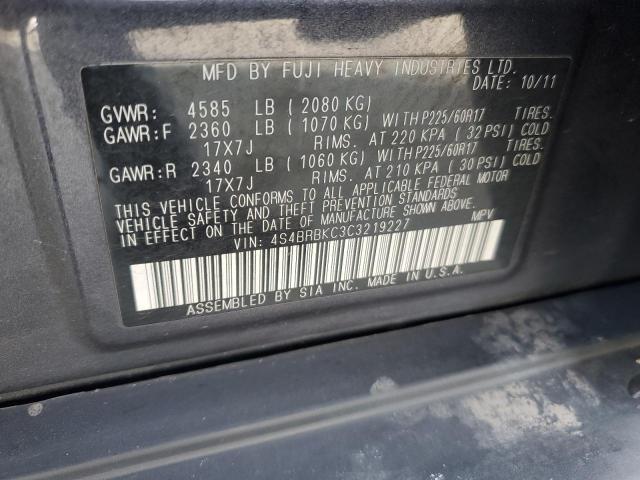 MFD BY FUJI HEAVY INDUSTRIES LTD.
DATE: 10/11
GVWR: 4585 LB (2080 KG)
GAWR:F 2360 LB (1070 KG) WITH P225/60R17 TIRES.
17X7J RIMS. AT 220 KPA (32 PSI) COLD
GAWR:R 2340 LB (1060 KG) WITH P225/60R17 TIRES.
17X7J RIMS. AT 210 KPA (30 PSI) COLD
THIS VEHICLE CONFORMS TO ALL APPLICABLE FEDERAL MOTOR
VEHICLE SAFETY AND THEFT PREVENTION STANDARDS
IN EFFECT ON THE DATE OF MANUFACTURE SHOWN ABOVE.
VIN: 4S4BRBKC3C3219227 MPV
ASSEMBLED BY SIA INC. MADE IN U.S.A.